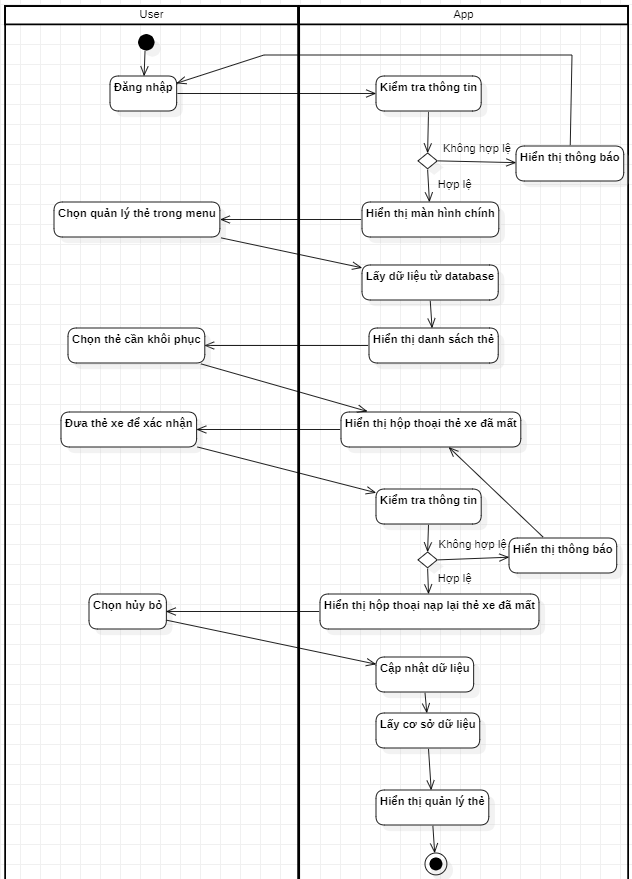 User
App
Đăng nhập
Kiểm tra thông tin
Không hợp lệ
Hiển thị thông báo
Hợp lệ
Chọn quản lý thẻ trong menu
Hiển thị màn hình chính
Lấy dữ liệu từ database
Chọn thẻ cần khôi phục
Hiển thị danh sách thẻ
Đưa thẻ xe để xác nhận
Hiển thị hộp thoại thẻ xe đã mất
Kiểm tra thông tin
Không hợp lệ
Hiển thị thông báo
Hợp lệ
Chọn hủy bỏ
Hiển thị hộp thoại nạp lại thẻ xe đã mất
Cập nhật dữ liệu
Lấy cơ sở dữ liệu
Hiển thị quản lý thẻ